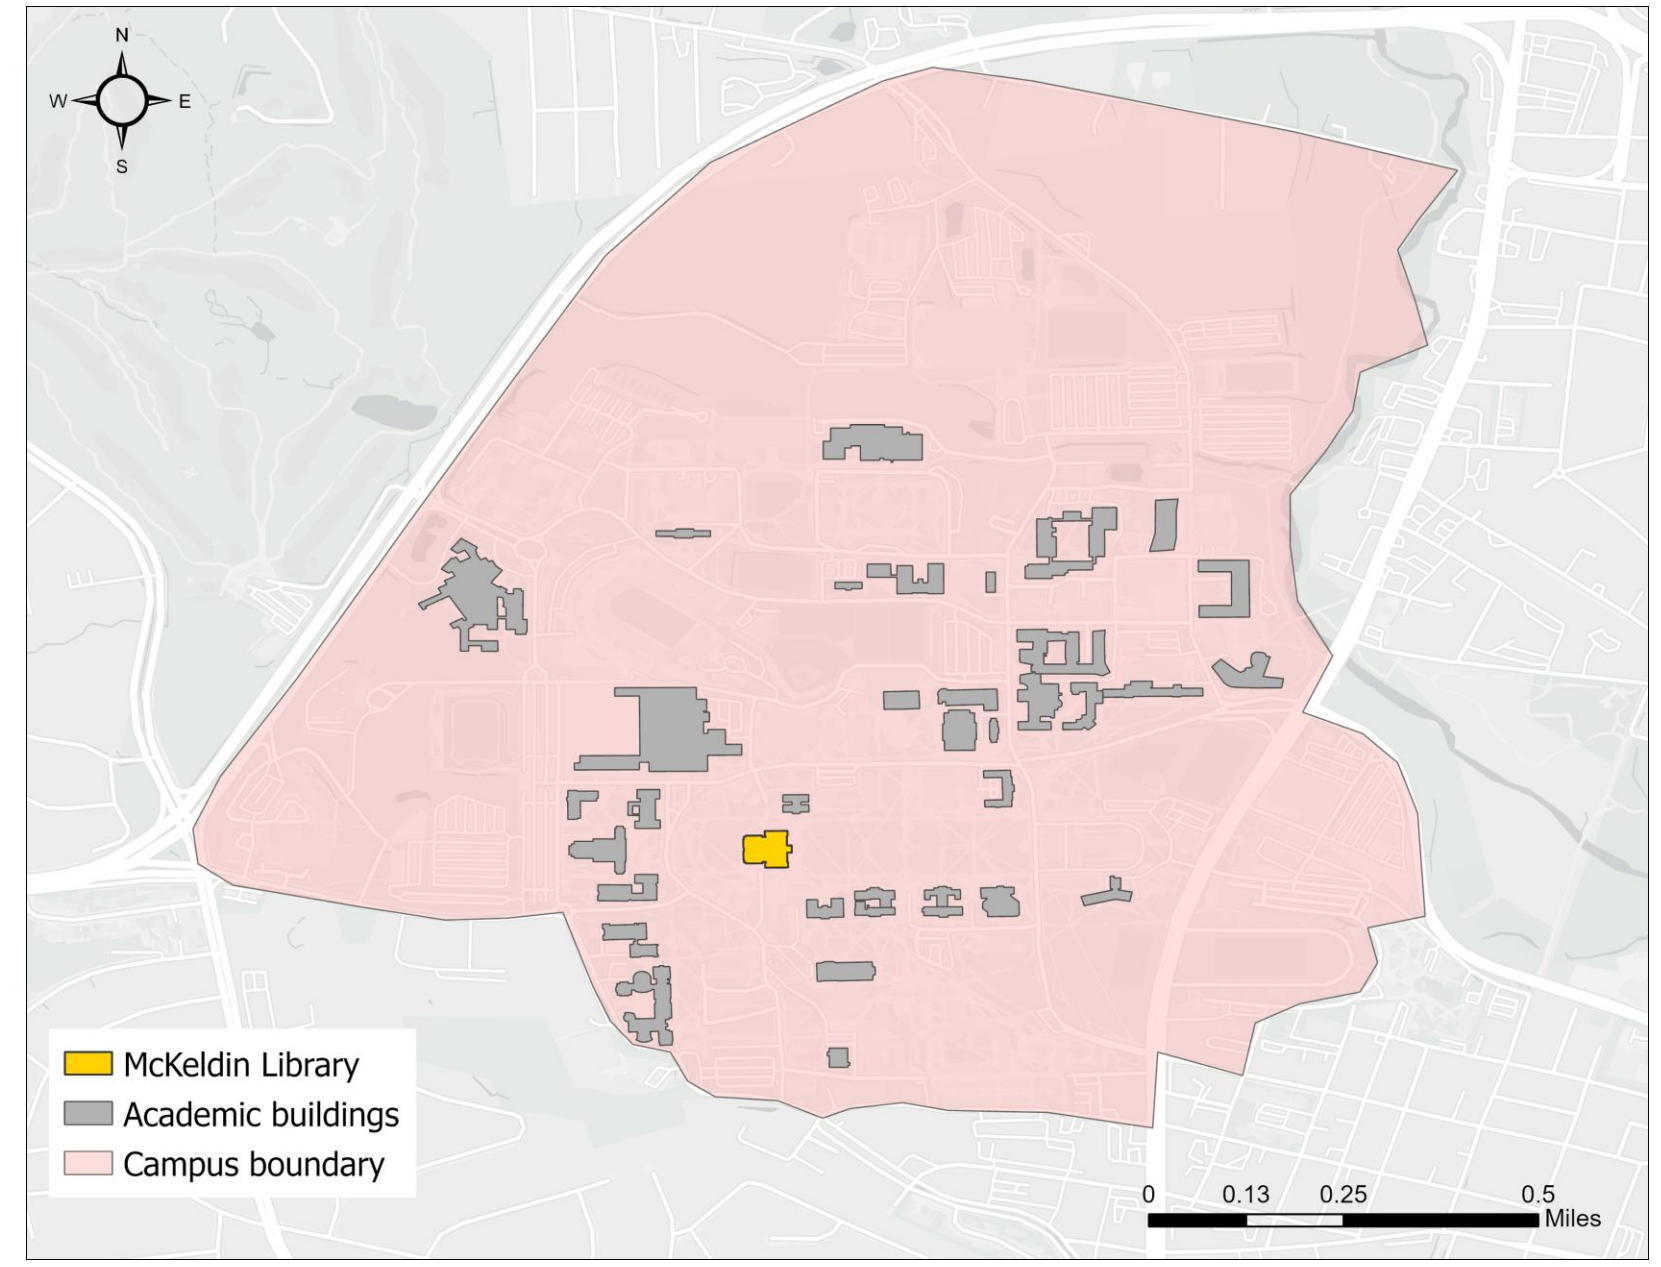 N
W E
S
McKeldin Library
Academic buildings
Campus boundary
0 0.13 0.25 0.5
Miles